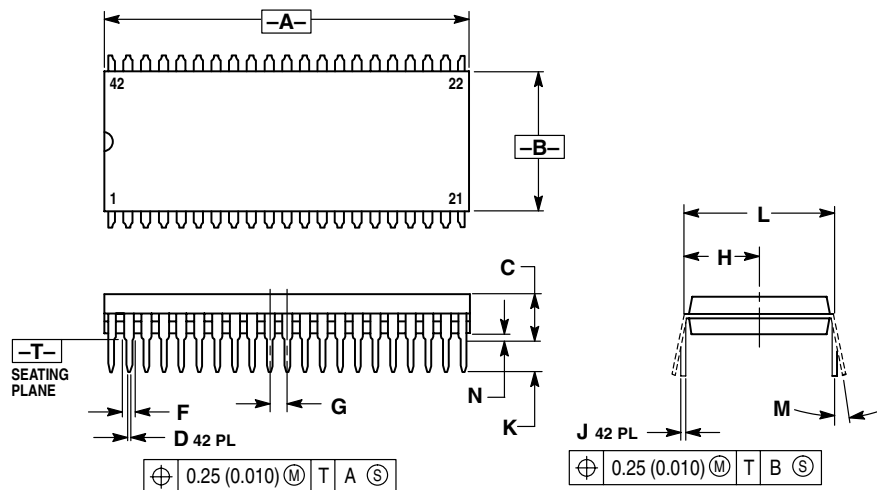 –A–
42 22
–B–
1 21
L
H
C
–T–
SEATING
PLANE
N
G
F
K
M
D 42 PL
J 42 PL
⌖ 0.25 (0.010) Ⓜ T A Ⓢ
⌖ 0.25 (0.010) Ⓜ T B Ⓢ